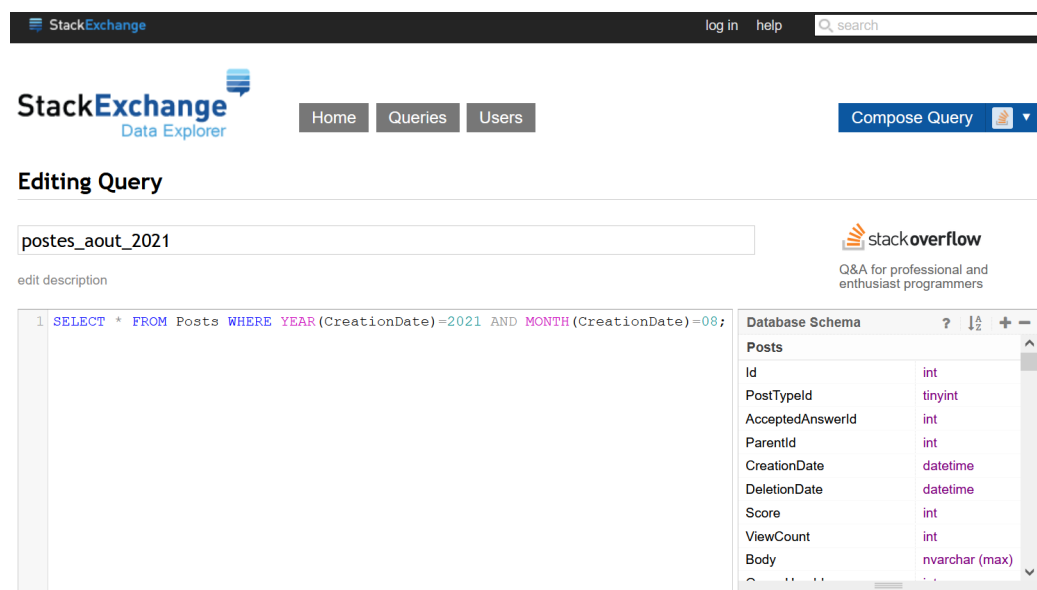 StackExchange log in help search
StackExchange
Data Explorer
Home Queries Users
Compose Query
Editing Query
postes_aout_2021
stackoverflow
Q&A for professional and
enthusiast programmers
edit description
1 SELECT * FROM Posts WHERE YEAR(CreationDate)=2021 AND MONTH(CreationDate)=08;
Database Schema ? A Z + −
Posts
Id int
PostTypeId tinyint
AcceptedAnswerId int
ParentId int
CreationDate datetime
DeletionDate datetime
Score int
ViewCount int
Body nvarchar (max)